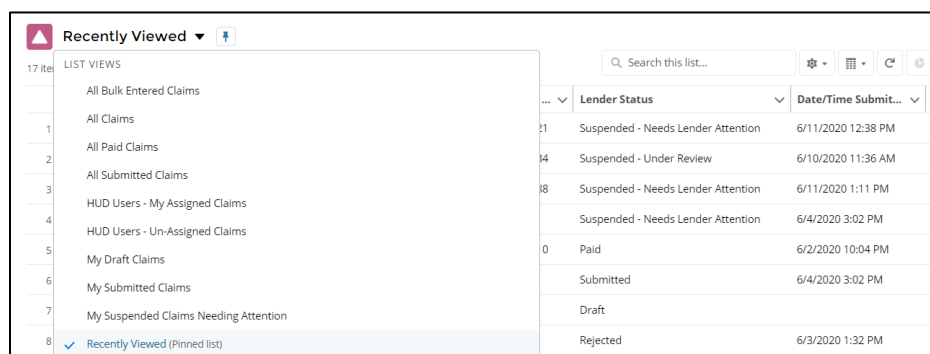 Recently Viewed
17 ite
LIST VIEWS
Search this list...
All Bulk Entered Claims
All Claims
All Paid Claims
All Submitted Claims
HUD Users - My Assigned Claims
HUD Users - Un-Assigned Claims
My Draft Claims
My Submitted Claims
My Suspended Claims Needing Attention
Recently Viewed (Pinned list)
... Lender Status Date/Time Submit...
1 21 Suspended - Needs Lender Attention 6/11/2020 12:38 PM
2 34 Suspended - Under Review 6/10/2020 11:36 AM
3 38 Suspended - Needs Lender Attention 6/11/2020 1:11 PM
4 Suspended - Needs Lender Attention 6/4/2020 3:02 PM
5 0 Paid 6/2/2020 10:04 PM
6 Submitted 6/4/2020 3:02 PM
7 Draft
8 Rejected 6/3/2020 1:32 PM